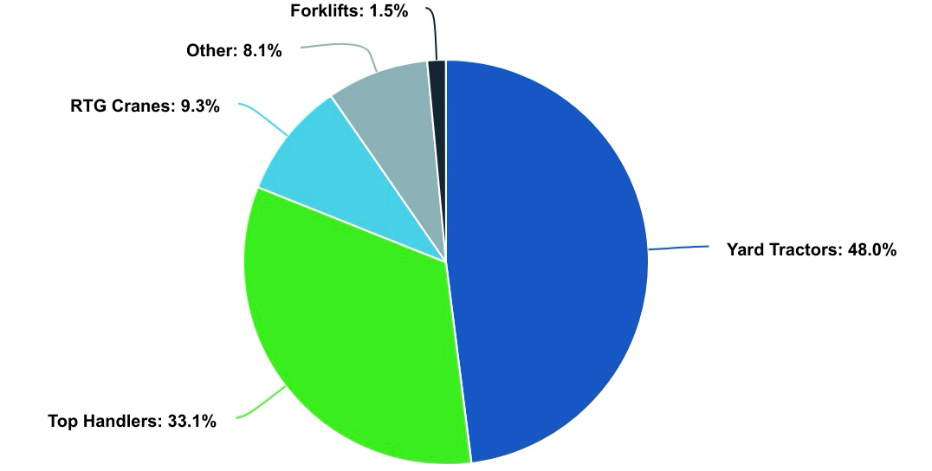 Forklifts: 1.5%
Other: 8.1%
RTG Cranes: 9.3%
Yard Tractors: 48.0%
Top Handlers: 33.1%